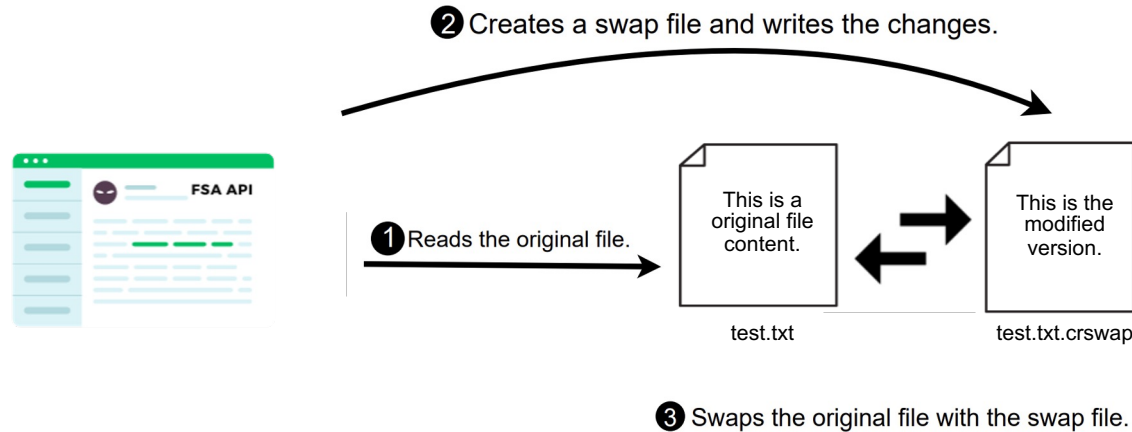 2 Creates a swap file and writes the changes.
FSA API
1 Reads the original file.
This is a
original file
content.
This is the
modified
version.
test.txt
test.txt.crswap
3 Swaps the original file with the swap file.